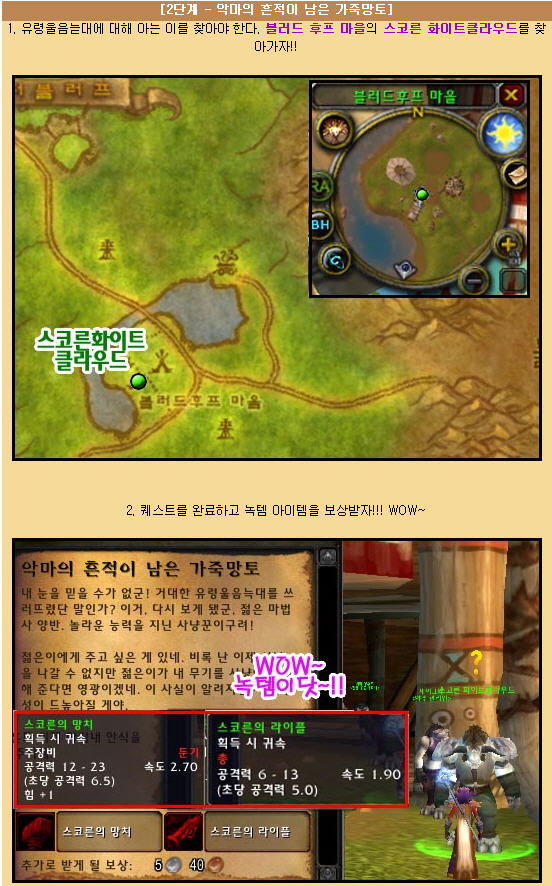 [2단계 - 악마의 흔적이 남은 가죽망토]
1. 유령울음늑대에 대해 아는 이를 찾아야 한다. 블러드 후프 마을의 스코른 화이트클라우드를 찾
아가자!!
블러드후프 마을
N
RA
BH
스코른화이트
클라우드
블러드후프 마을
2. 퀘스트를 완료하고 녹템 아이템을 보상받자!!! WOW~
악마의 흔적이 남은 가죽망토
내 눈을 믿을 수가 없군! 거대한 유령울음늑대를 쓰
러뜨렸단 말인가? 이거, 다시 보게 됐군, 젊은 마법
사 양반. 놀라운 능력을 지닌 사냥꾼이구려!
젊은이에게 주고 싶은 게 있네. 비록 난 이제
을 나갈 수 없지만 젊은이가 내 무기를
해 준다면 영광이겠네. 이 사실이 알려지
성이 드높아질 게야.
WOW~
녹템이닷~!!
스코른의 망치
획득 시 귀속
주장비 둔기
공격력 12 - 23 속도 2.70
(초당 공격력 6.5)
힘 +1
스코른의 라이플
획득 시 귀속
총
공격력 6 - 13 속도 1.90
(초당 공격력 5.0)
스코른의 망치
스코른의 라이플
추가로 받게 될 보상: 5 40